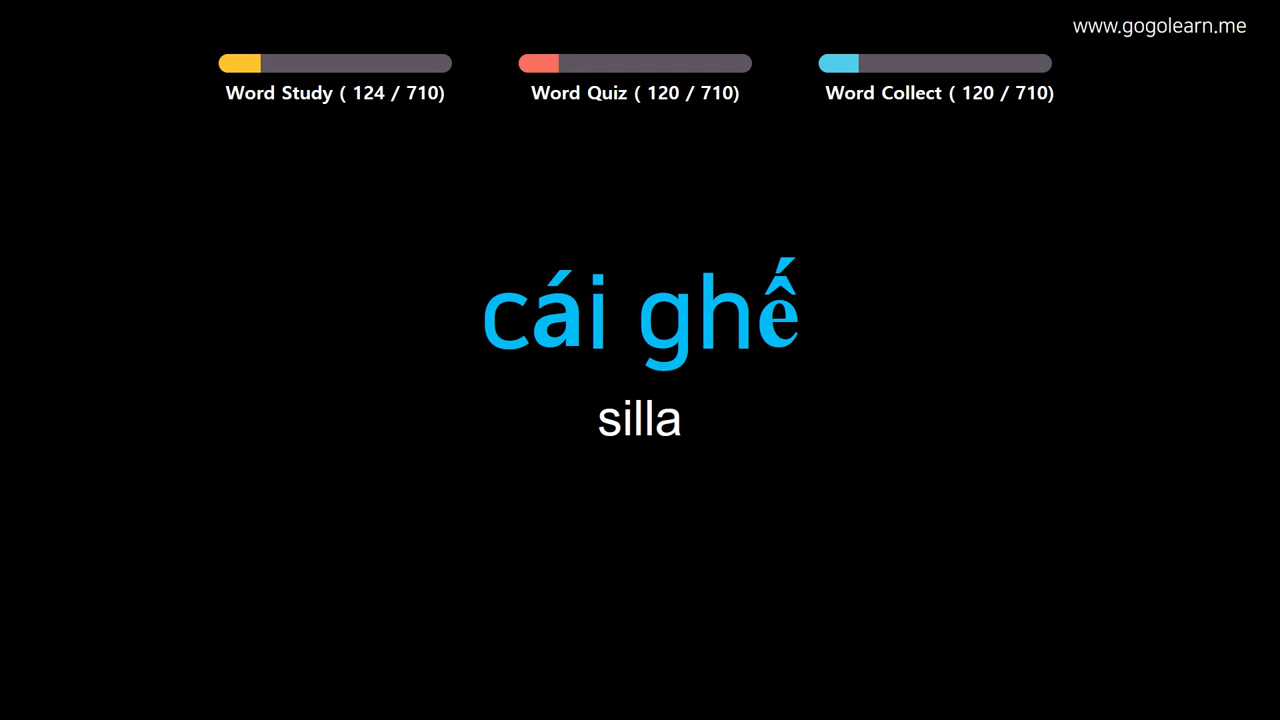 www.gogolearn.me
Word Study ( 124 / 710)
Word Quiz ( 120 / 710)
Word Collect ( 120 / 710)
cái ghế
silla